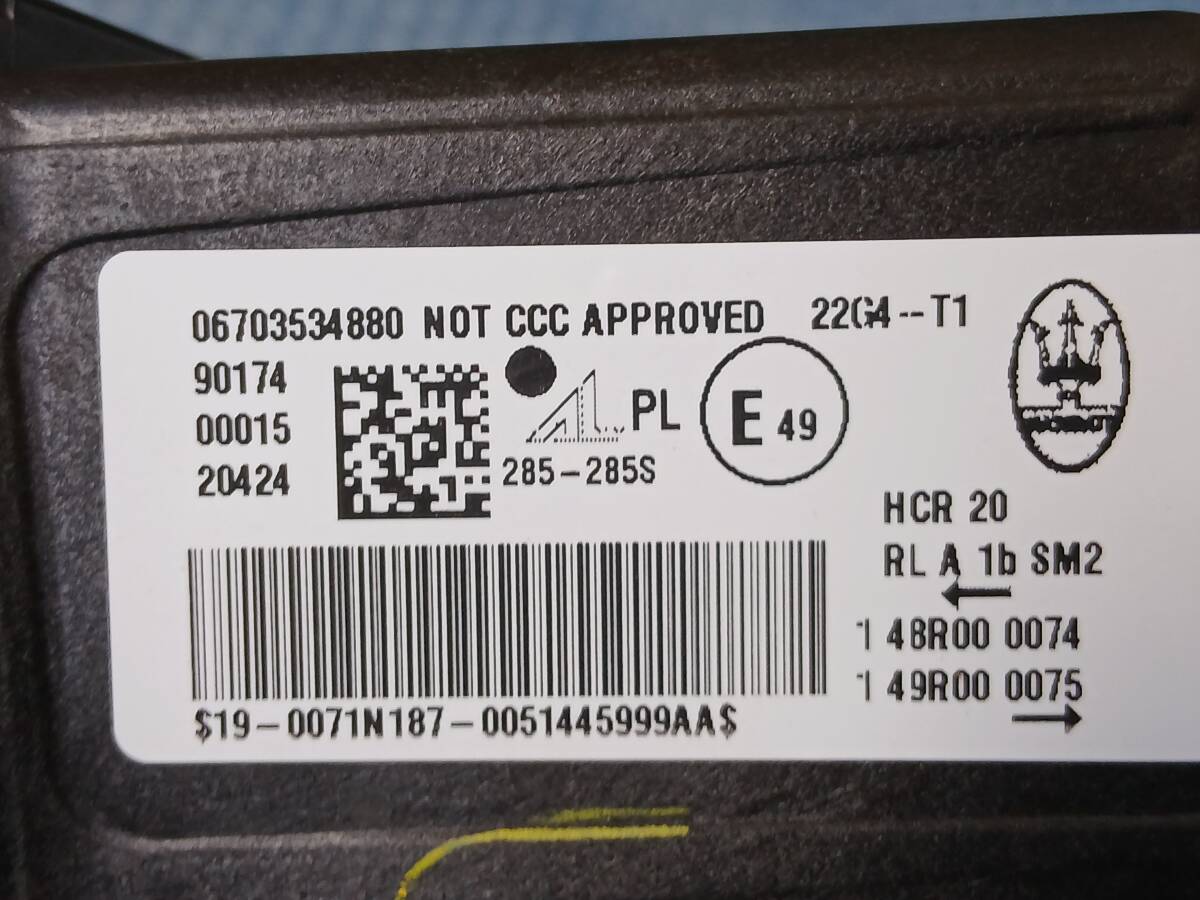 06703534880 NOT CCC APPROVED 22G4--T1
90174
00015
20424
AL PL E 49
285-285S
HCR 20
RL A 1b SM2
148R00 0074
149R00 0075
$19-0071N187-0051445999AA$